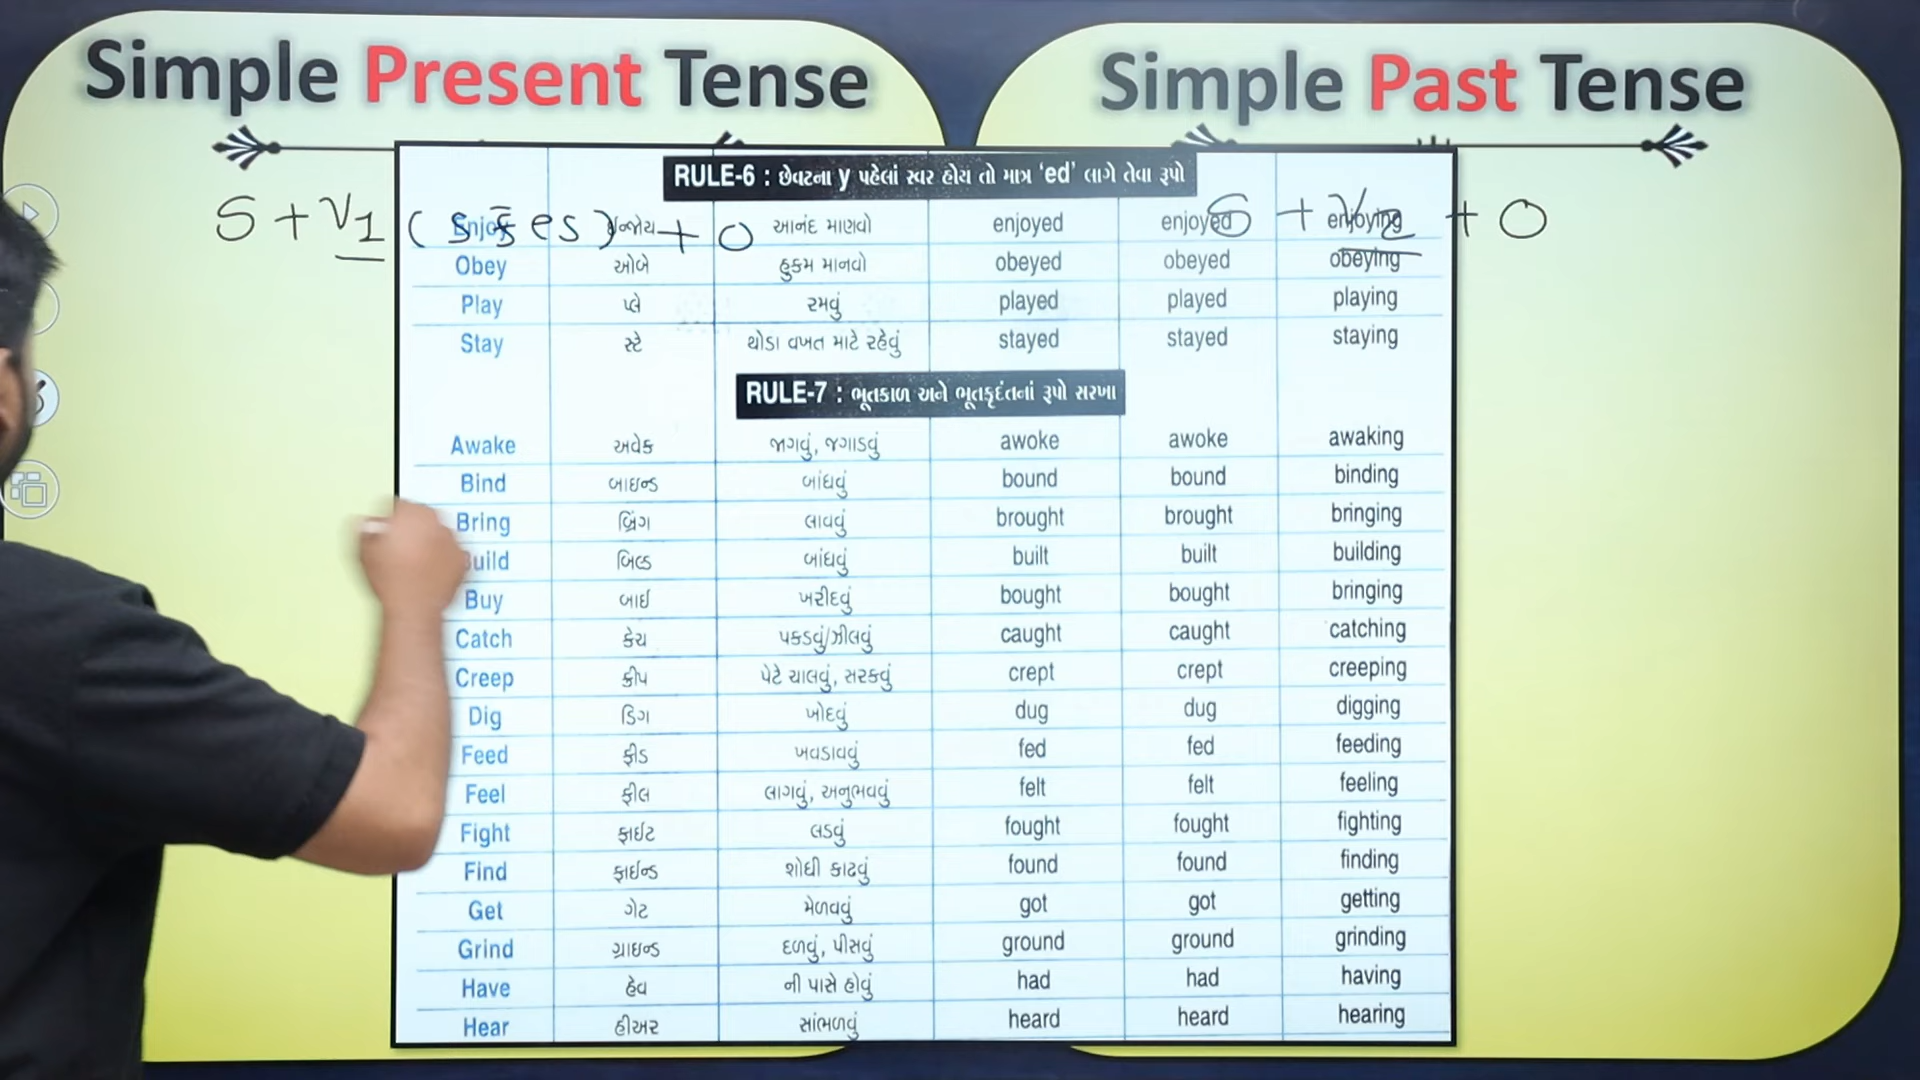 Simple Present Tense
Simple Past Tense
RULE-6 : છેવટના y પહેલાં સ્વર હોય તો માત્ર ‘ed’ લાગે તેવા રૂપો
S + V1 ( s es ) + O
S + V2 + O
Enjoy ઈન્જોય આનંદ માણવો enjoyed enjoyed enjoying
Obey ઓબે હુકમ માનવો obeyed obeyed obeying
Play પ્લે રમવું played played playing
Stay સ્ટે થોડા વખત માટે રહેવું stayed stayed staying
RULE-7 : ભૂતકાળ અને ભૂતકૃદંતનાં રૂપો સરખા
Awake અવેક જાગવું, જગાડવું awoke awoke awaking
Bind બાઇન્ડ બાંધવું bound bound binding
Bring બ્રિંગ લાવવું brought brought bringing
uild બિલ્ડ બાંધવું built built building
Buy બાઈ ખરીદવું bought bought bringing
Catch કેચ પકડવું/ઝીલવું caught caught catching
Creep ક્રીપ પેટે ચાલવું, સરકવું crept crept creeping
Dig ડિગ ખોદવું dug dug digging
Feed ફીડ ખવડાવવું fed fed feeding
Feel ફીલ લાગવું, અનુભવવું felt felt feeling
Fight ફાઈટ લડવું fought fought fighting
Find ફાઈન્ડ શોધી કાઢવું found found finding
Get ગેટ મેળવવું got got getting
Grind ગ્રાઇન્ડ દળવું, પીસવું ground ground grinding
Have હેવ ની પાસે હોવું had had having
Hear હીઅર સાંભળવું heard heard hearing